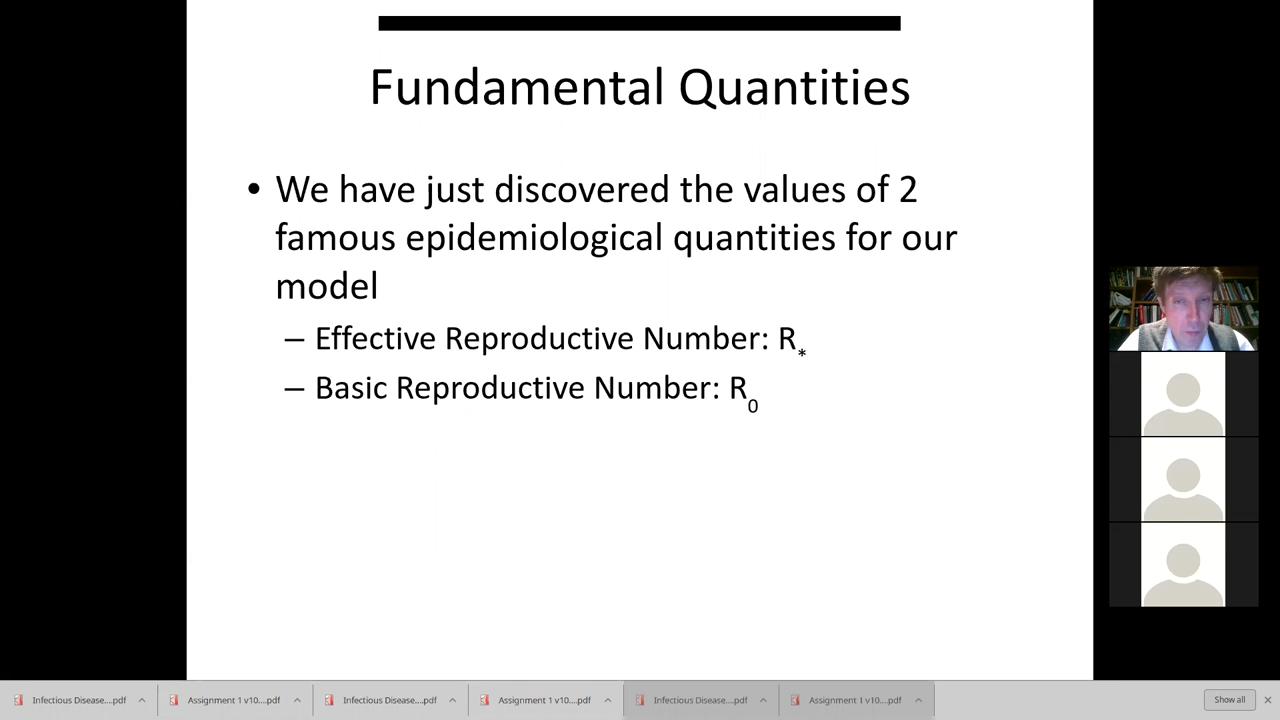 Fundamental Quantities
• We have just discovered the values of 2
famous epidemiological quantities for our
model
– Effective Reproductive Number: R*
– Basic Reproductive Number: R0
Infectious Disease....pdf
Assignment 1 v10....pdf
Infectious Disease....pdf
Assignment 1 v10....pdf
Infectious Disease....pdf
Assignment 1 v10....pdf
Show all